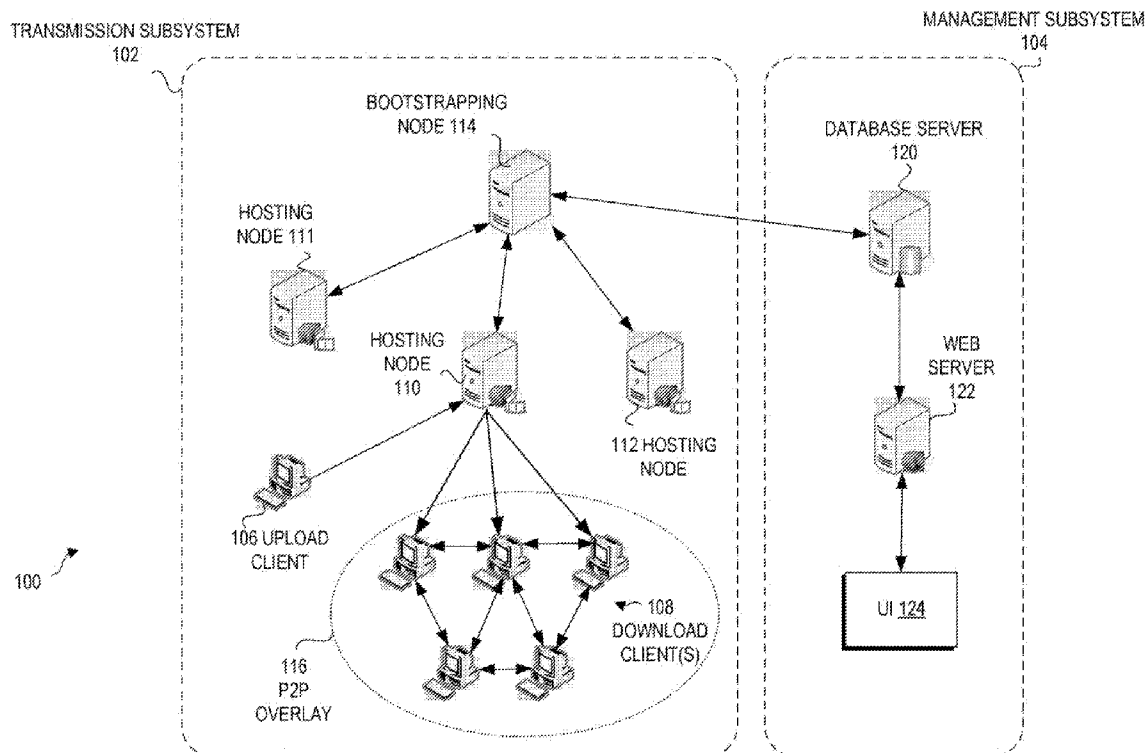 TRANSMISSION SUBSYSTEM
102
MANAGEMENT SUBSYSTEM
104
BOOTSTRAPPING
NODE 114
DATABASE SERVER
120
HOSTING
NODE 111
HOSTING
NODE
110
WEB
SERVER
122
112 HOSTING
NODE
106 UPLOAD
CLIENT
100
108
DOWNLOAD
CLIENT(S)
UI 124
116
P2P
OVERLAY